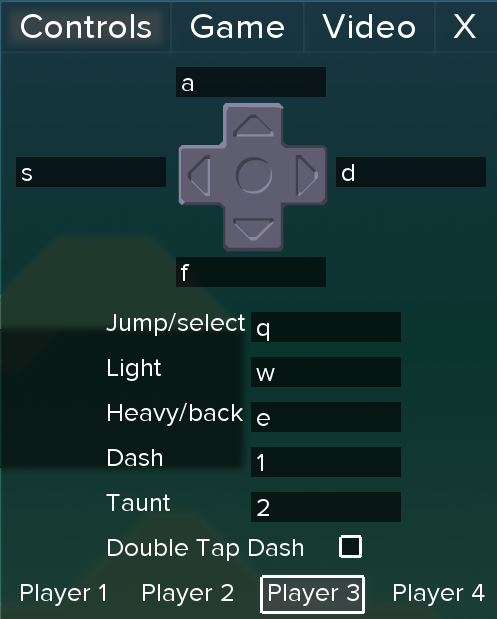 Controls Game Video X
a
s d
f
Jump/select q
Light w
Heavy/back e
Dash 1
Taunt 2
Double Tap Dash
Player 1 Player 2 Player 3 Player 4